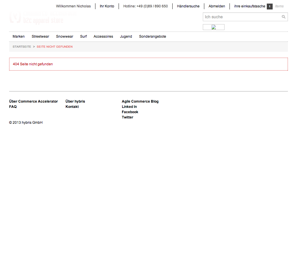 Willkommen Nicholas
Ihr Konto
Hotline: +49 (0)89 / 890 650
Händlersuche
Abmelden
Ihre einkaufstasche
0
Items
Ich suche
Marken Streetwear Snowwear Surf Accessoires Jugend Sonderangebote
STARTSEITE » SEITE NICHT GEFUNDEN
404 Seite nicht gefunden
Über Commerce Accelerator
FAQ
Über hybris
Kontakt
Agile Commerce Blog
Linked In
Facebook
Twitter
© 2013 hybris GmbH